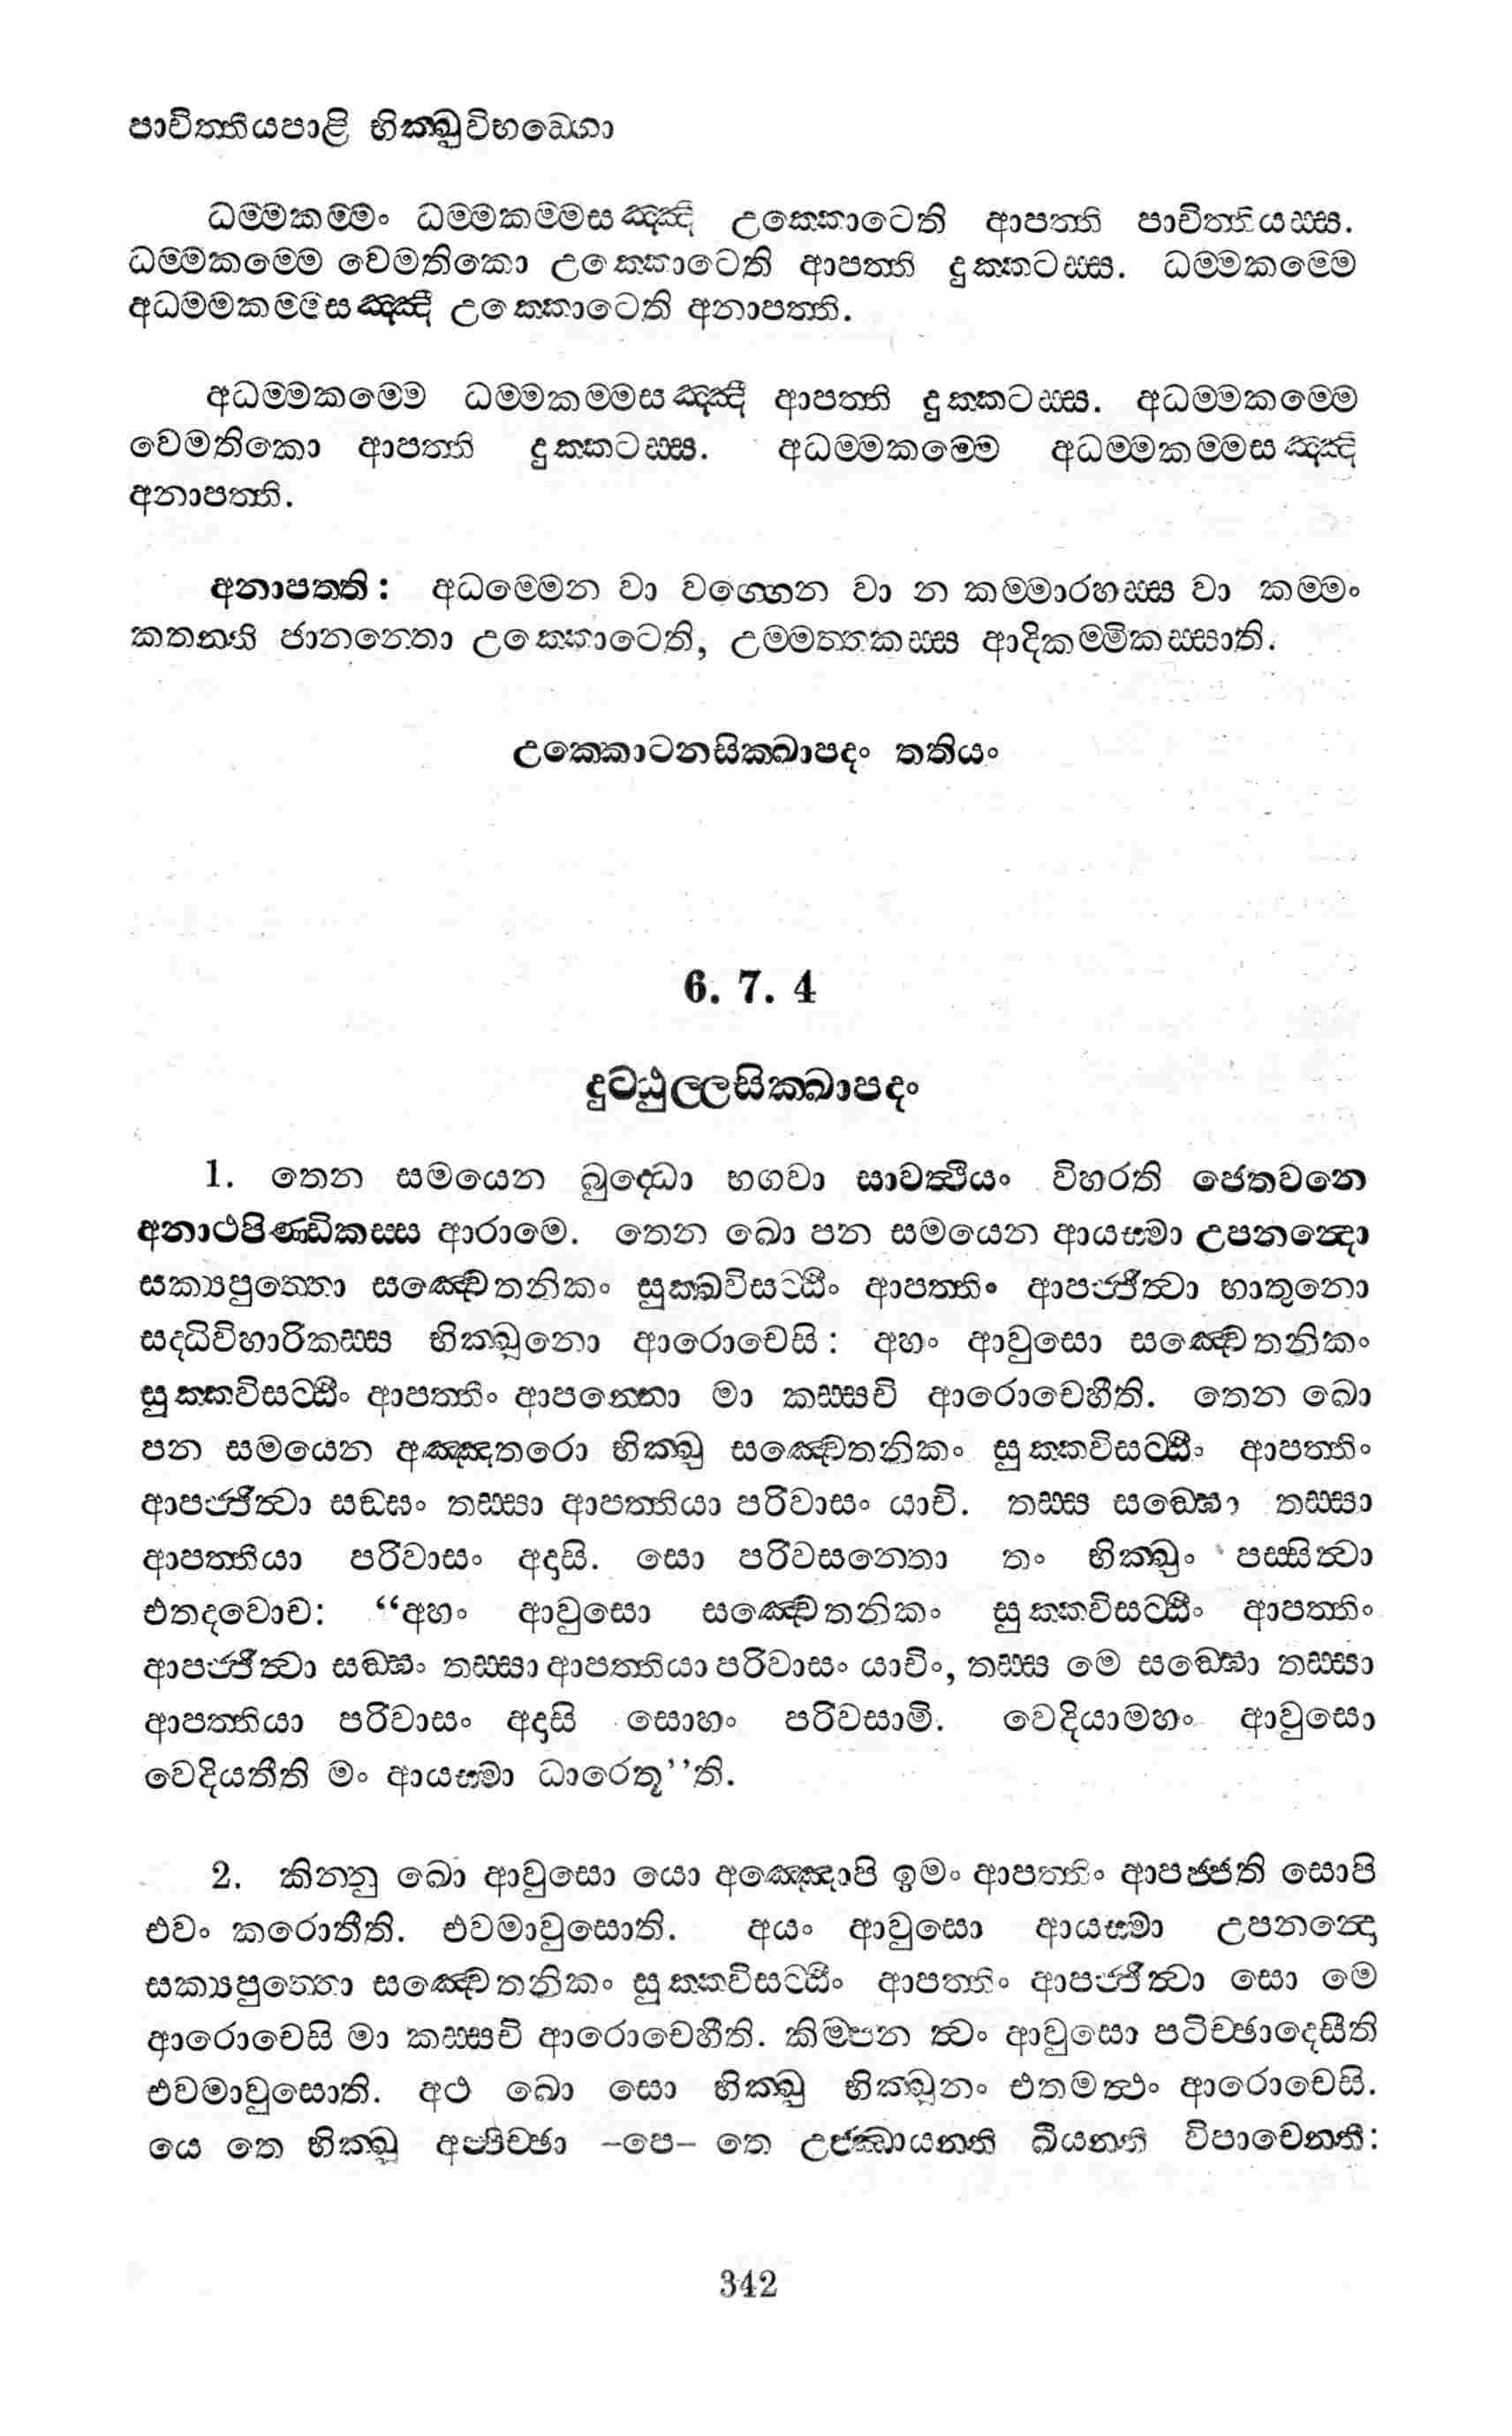 පාචිත්තියපාළි භික්ඛුවිභඞ්ගො
ධම්මකම්මං ධම්මකම්මසඤ්ඤි උක්කොටෙති ආපත්ති පාචිත්තියස්ස.
ධම්මකම්මෙ වෙමතිකො උක්කොටෙති ආපත්ති දුක්කටස්ස. ධම්මකම්මෙ
අධම්මකම්මසඤ්ඤී උක්කොටෙති අනාපත්ති.
අධම්මකම්මෙ ධම්මකම්මසඤ්ඤී ආපත්ති දුක්කටස්ස. අධම්මකම්මෙ
වෙමතිකො ආපත්ති දුක්කටස්ස. අධම්මකම්මෙ අධම්මකම්මසඤ්ඤි
අනාපත්ති.
අනාපත්ති: අධම්මෙන වා වග්ගෙන වා න කම්මාරහස්ස වා කම්මං
කතන්ති ජානන්තො උක්කොටෙති, උම්මත්තකස්ස ආදිකම්මිකස්සාති.
උක්කොටනසික්ඛාපදං තතියං
6. 7. 4
දුට්ඨුල්ලසික්ඛාපදං
1. තෙන සමයෙන බුද්ධො භගවා සාවත්ථියං විහරති ජෙතවනෙ
අනාථපිණ්ඩිකස්ස ආරාමෙ. තෙන ඛො පන සමයෙන ආයස්මා උපනන්දො
සක්‍යපුත්තො සඤ්චෙතනිකං සුක්ඛවිසට්ඨිං ආපත්තිං ආපජ්ජිත්වා භාතුනො
සද්ධිවිහාරිකස්ස භික්ඛුනො ආරොචෙසි: අහං ආවුසො සඤ්චෙතනිකං
සුක්කවිසට්ඨිං ආපත්තිං ආපන්නො මා කස්සචි ආරොචෙහීති. තෙන ඛො
පන සමයෙන අඤ්ඤතරො භික්ඛු සඤ්චෙතනිකං සුක්කවිසට්ඨිං ආපත්තිං
ආපජ්ජිත්වා සඞ්ඝං තස්සා ආපත්තියා පරිවාසං යාචි. තස්ස සඞ්ඝො තස්සා
ආපත්තියා පරිවාසං අදාසි. සො පරිවසන්තො තං භික්ඛුං පස්සිත්වා
එතදවොච: “අහං ආවුසො සඤ්චෙතනිකං සුක්කවිසට්ඨිං ආපත්තිං
ආපජ්ජිත්වා සඞ්ඝං තස්සා ආපත්තියා පරිවාසං යාචිං, තස්ස මෙ සඞ්ඝො තස්සා
ආපත්තියා පරිවාසං අදාසි සොහං පරිවසාමි. වෙදියාමහං ආවුසො
වෙදියතීති මං ආයස්මා ධාරෙතූ’’ති.
2. කින්නු ඛො ආවුසො යො අඤ්ඤොපි ඉමං ආපත්තිං ආපජ්ජති සොපි
එවං කරොතීති. එවමාවුසොති. අයං ආවුසො ආයස්මා උපනන්දො
සක්‍යපුත්තො සඤ්චෙතනිකං සුක්කවිසට්ඨිං ආපත්තිං ආපජ්ජිත්වා සො මෙ
ආරොචෙසි මා කස්සචි ආරොචෙහීති. කිම්පන ත්වං ආවුසො පටිච්ඡාදෙසීති
එවමාවුසොති. අථ ඛො සො භික්ඛු භික්ඛූනං එතමත්ථං ආරොචෙසි.
යෙ තෙ භික්ඛූ අප්පිච්ඡා –පෙ– තෙ උජ්ඣායන්ති ඛීයන්ති විපාචෙන්ති:
342